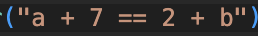 r("a + 7 == 2 + b")